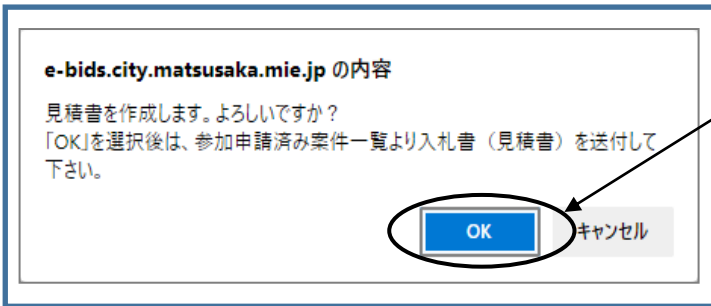 e-bids.city.matsusaka.mie.jp の内容
見積書を作成します。よろしいですか？
「OK」を選択後は、参加申請済み案件一覧より入札書（見積書）を送付して
下さい。
OK キャンセル